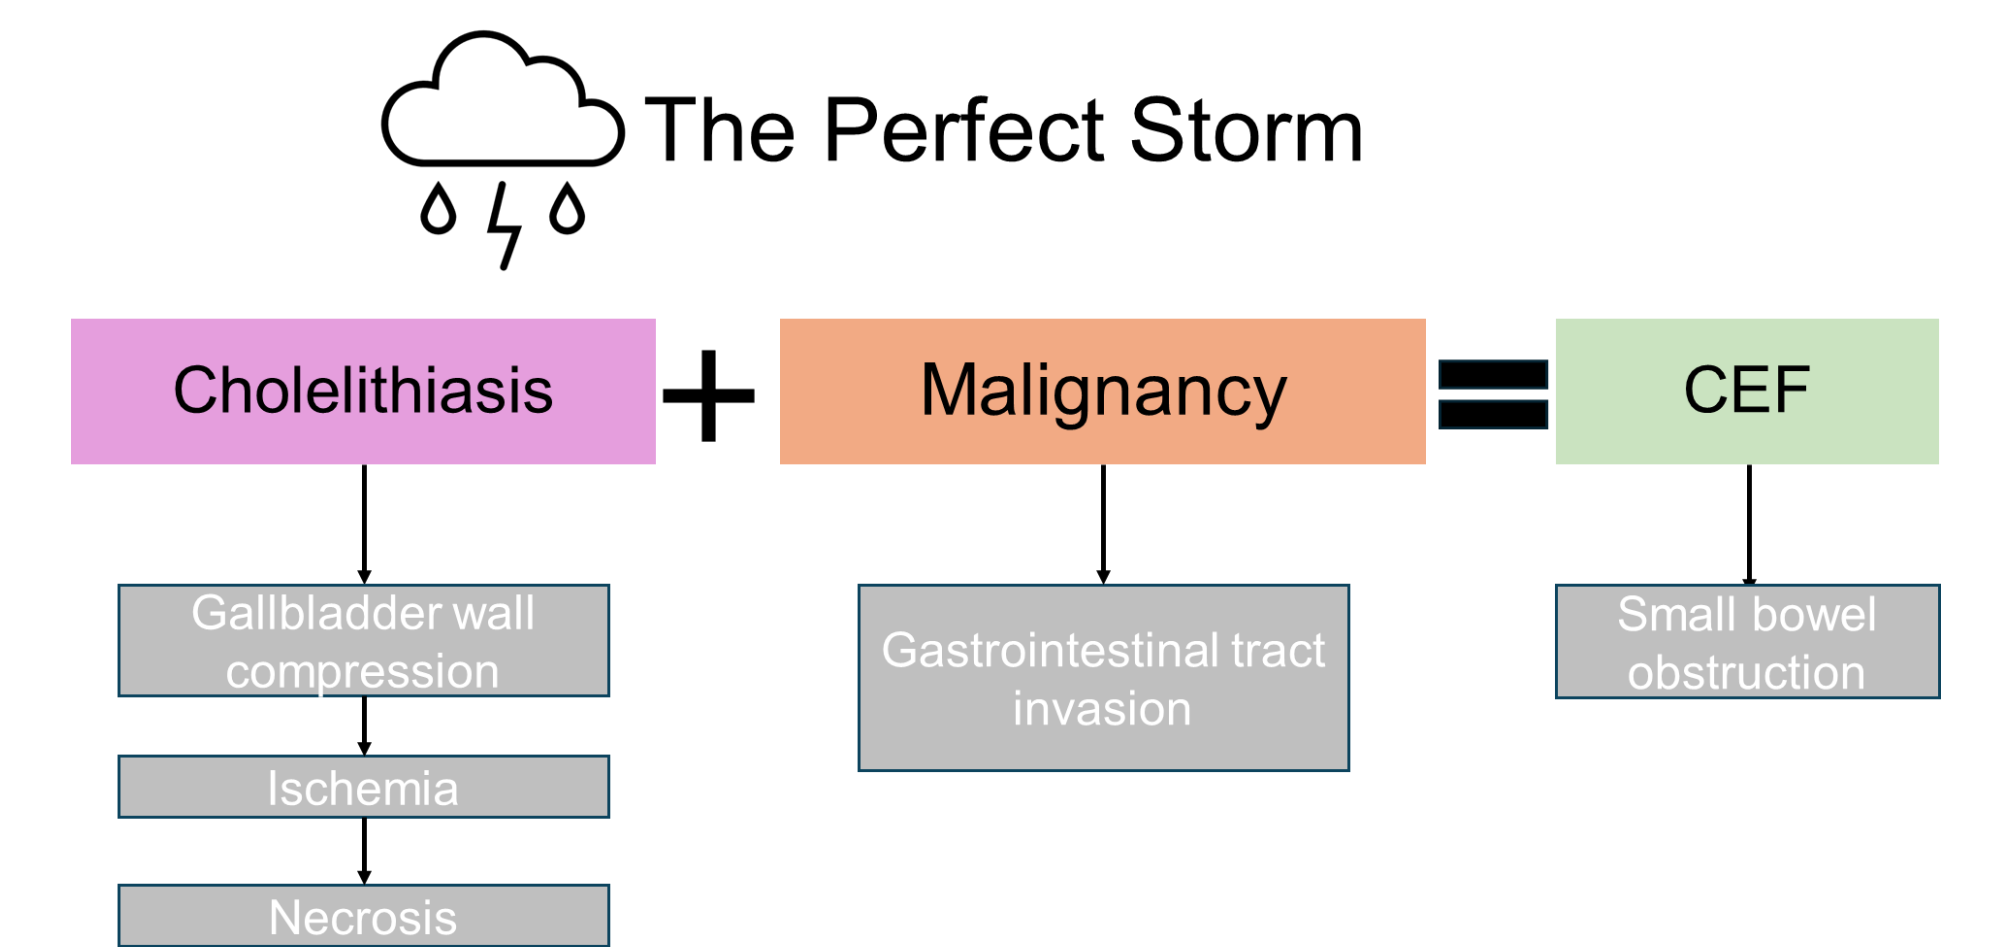 The Perfect Storm
Cholelithiasis
+
Malignancy
=
CEF
Gallbladder wall
compression
Ischemia
Necrosis
Gastrointestinal tract
invasion
Small bowel
obstruction